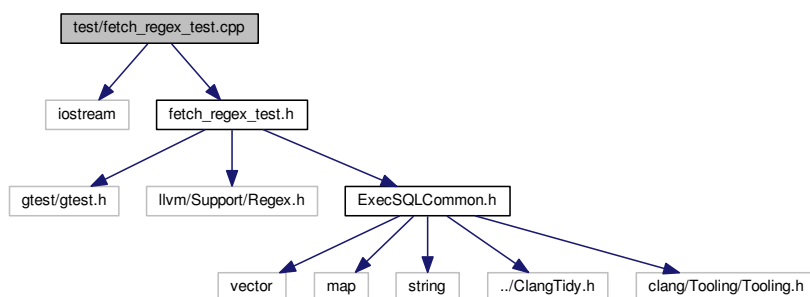 test/fetch_regex_test.cpp
iostream
fetch_regex_test.h
gtest/gtest.h
llvm/Support/Regex.h
ExecSQLCommon.h
vector
map
string
../ClangTidy.h
clang/Tooling/Tooling.h